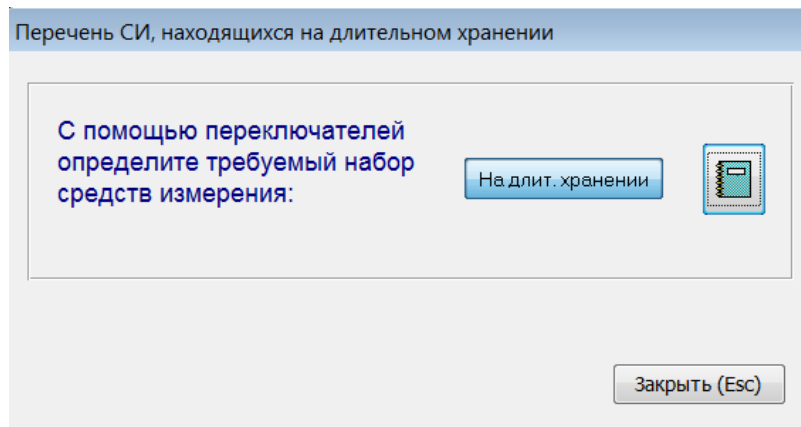 Перечень СИ, находящихся на длительном хранении
С помощью переключателей
определите требуемый набор
средств измерения:
На длит. хранении
Закрыть (Esc)